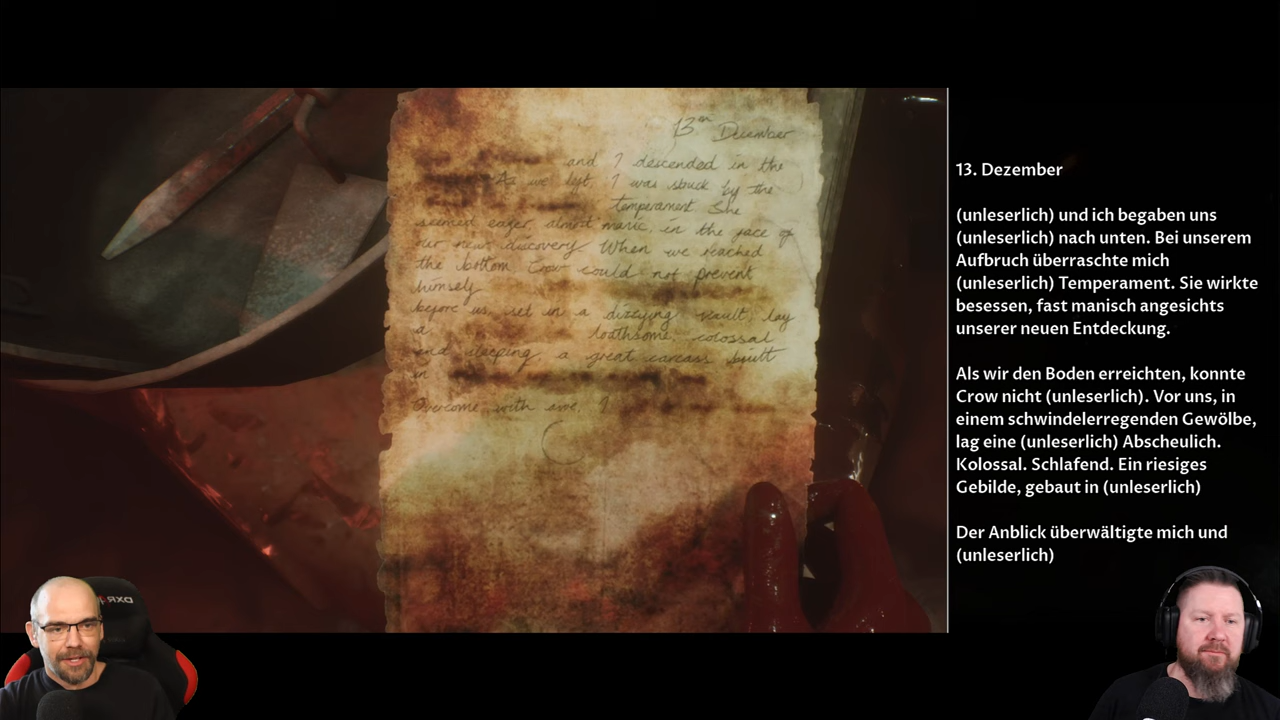 13th December
and I descended in the
As we left, I was struck by the
temperament She
seemed eager, almost manic, in the face of
our new discovery When we reached
the bottom Crow could not prevent
himself
before us, set in a dizzying vault, lay
a loathsome, colossal
and sleeping a great carcass built
in
Overcome with awe, I
13. Dezember
(unleserlich) und ich begaben uns
(unleserlich) nach unten. Bei unserem
Aufbruch überraschte mich
(unleserlich) Temperament. Sie wirkte
besessen, fast manisch angesichts
unserer neuen Entdeckung.
Als wir den Boden erreichten, konnte
Crow nicht (unleserlich). Vor uns, in
einem schwindelerregenden Gewölbe,
lag eine (unleserlich) Abscheulich.
Kolossal. Schlafend. Ein riesiges
Gebilde, gebaut in (unleserlich)
Der Anblick überwältigte mich und
(unleserlich)